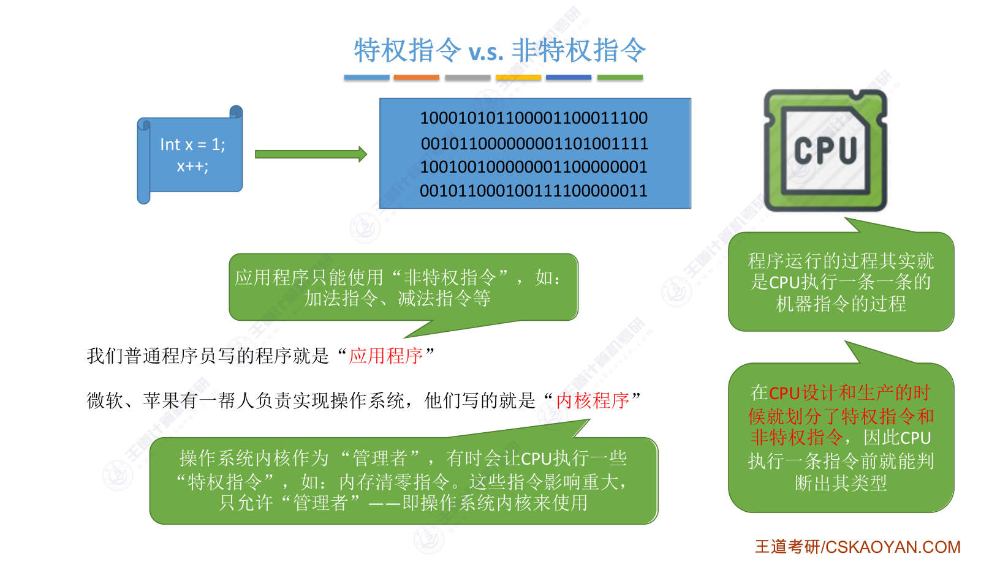 特权指令 v.s. 非特权指令
Int x = 1;
x++;
100010101100001100011100
001011000000001101001111
100100100000001100000001
001011000100111100000011
CPU
程序运行的过程其实就
是CPU执行一条一条的
机器指令的过程
应用程序只能使用“非特权指令”，如：
加法指令、减法指令等
我们普通程序员写的程序就是“应用程序”
微软、苹果有一帮人负责实现操作系统，他们写的就是“内核程序”
在CPU设计和生产的时
候就划分了特权指令和
非特权指令，因此CPU
执行一条指令前就能判
断出其类型
操作系统内核作为 “管理者”，有时会让CPU执行一些
“特权指令”，如：内存清零指令。这些指令影响重大，
只允许“管理者”——即操作系统内核来使用
王道考研/CSKAOYAN.COM
王道计算机考研